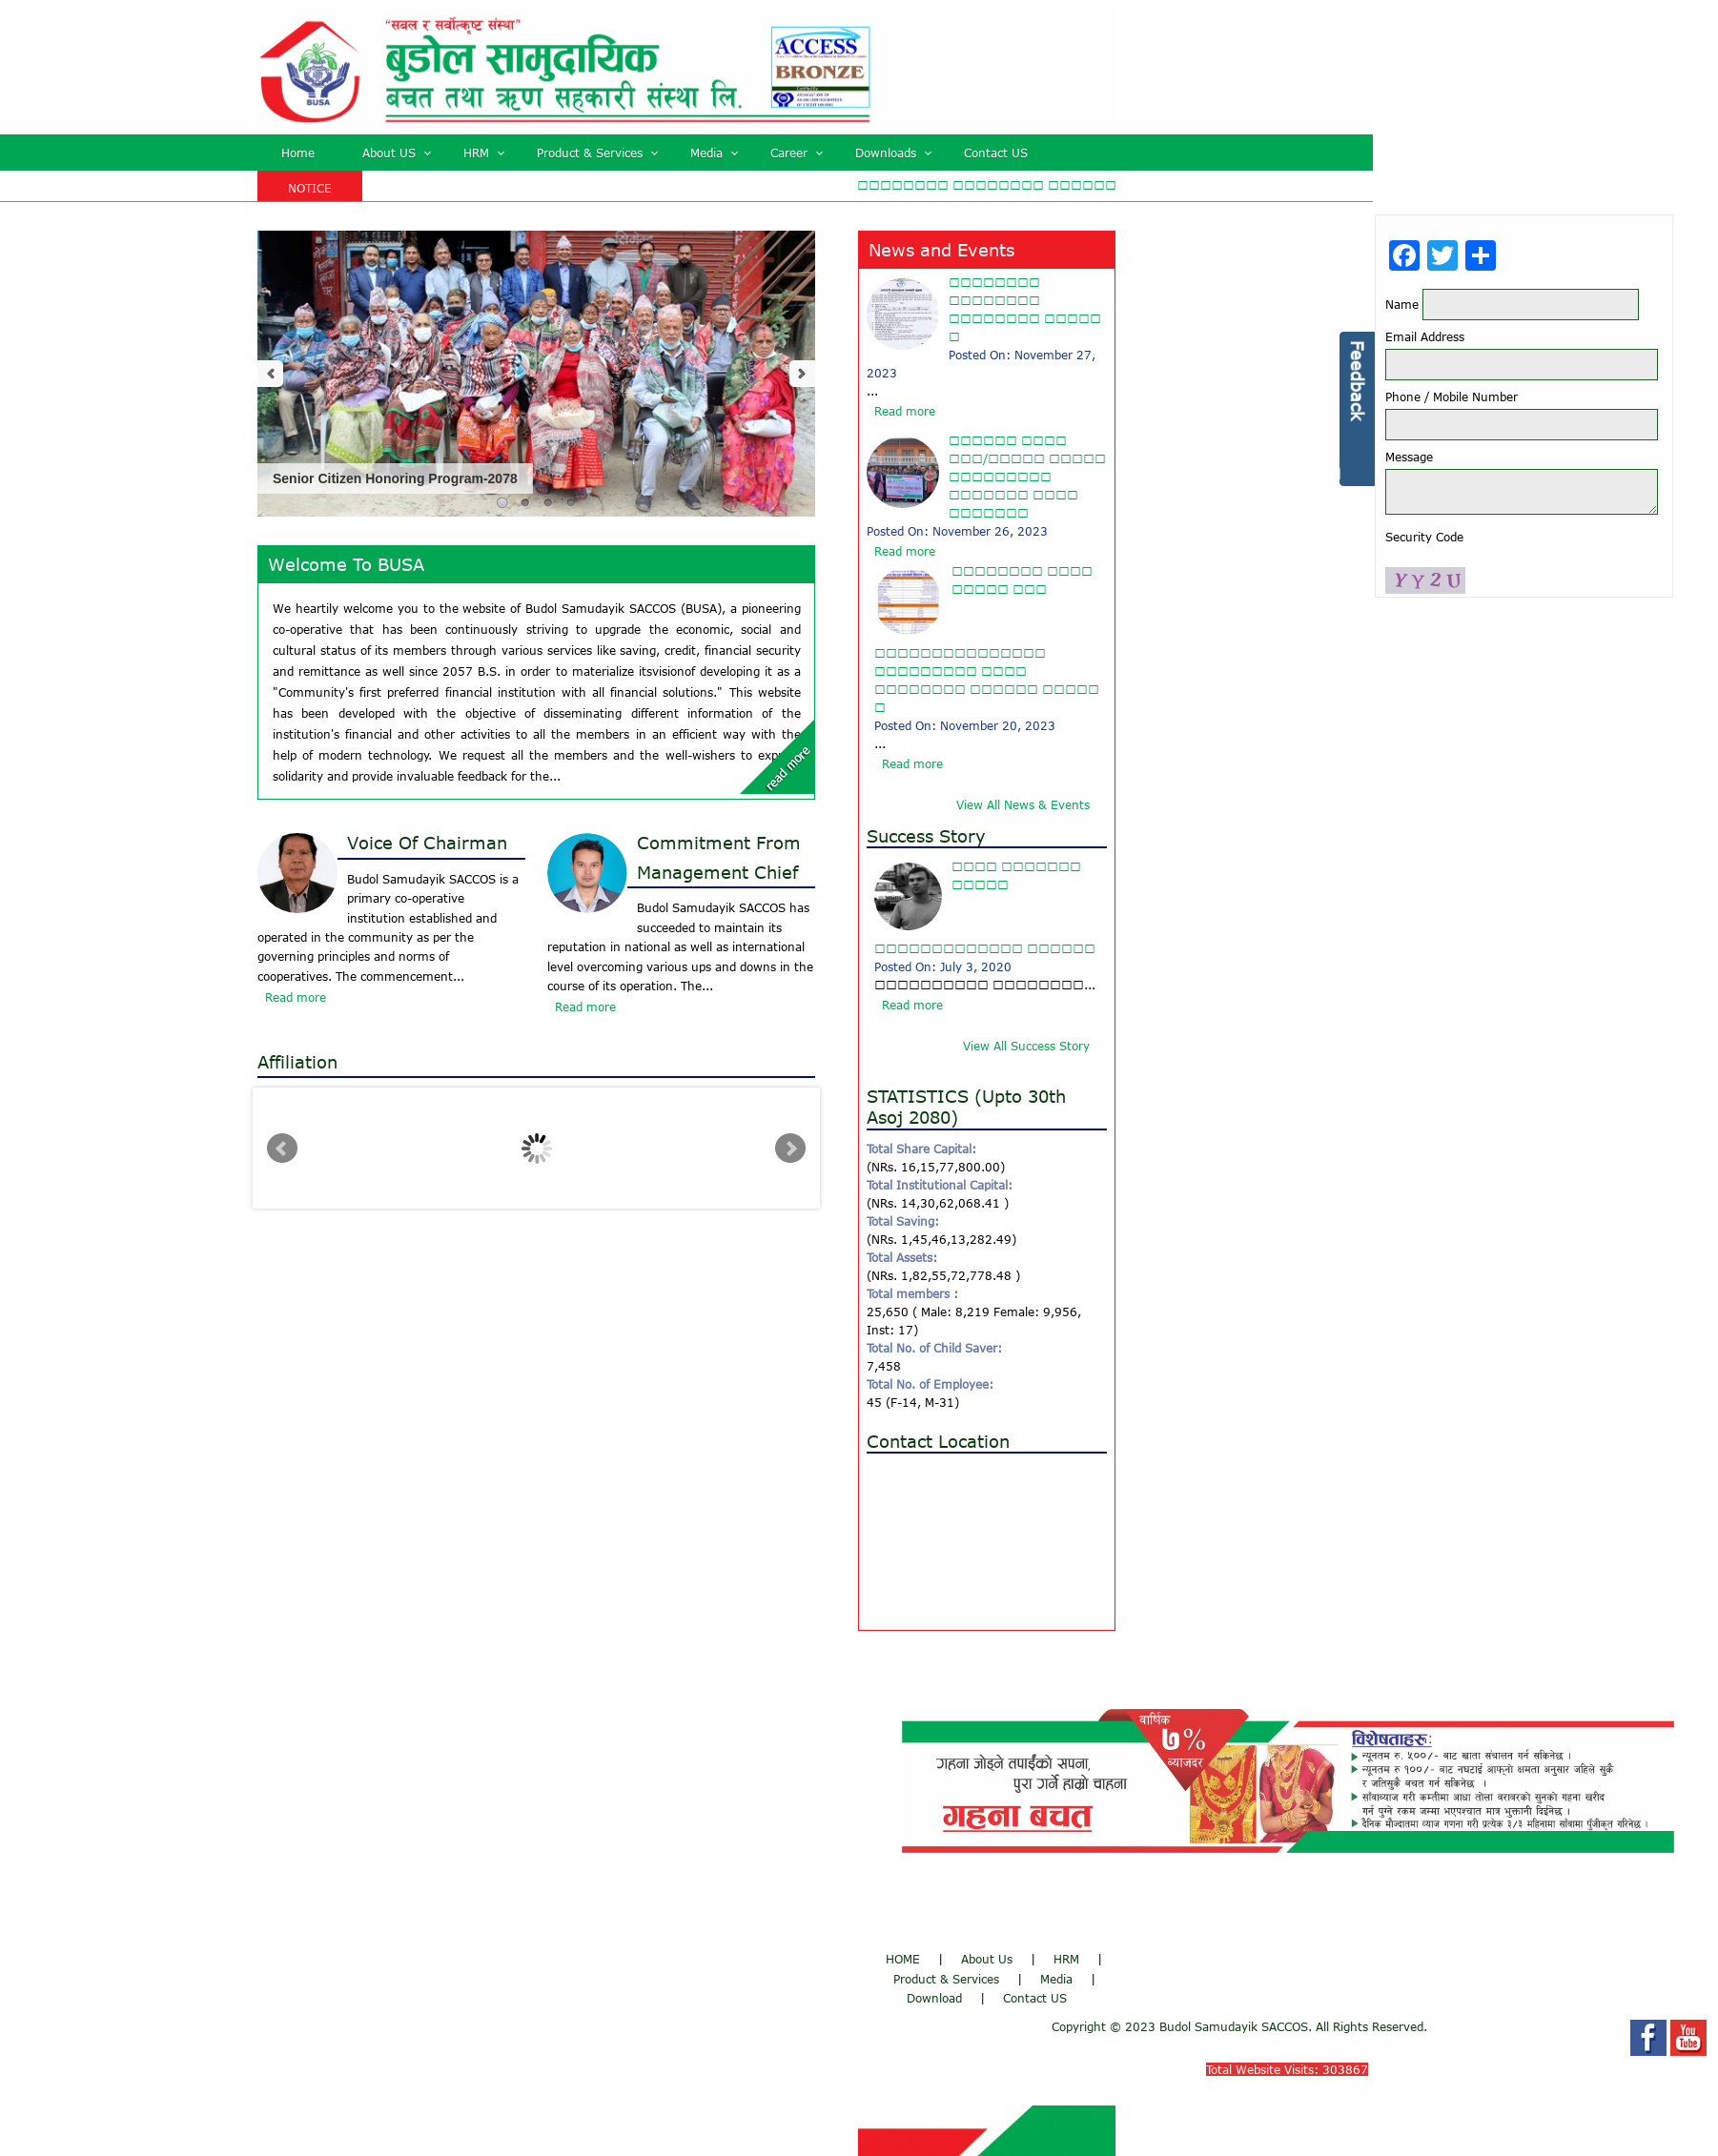 “सबल र सर्वोत्कृष्ट संस्था”
बुडोल सामुदायिक
बचत तथा ऋण सहकारी संस्था लि.
BUSA
ACCESS
BRONZE
Home
About US
HRM
Product & Services
Media
Career
Downloads
Contact US
NOTICE
Senior Citizen Honoring Program-2078
Welcome To BUSA
We heartily welcome you to the website of Budol Samudayik SACCOS (BUSA), a pioneering
co-operative that has been continuously striving to upgrade the economic, social and
cultural status of its members through various services like saving, credit, financial security
and remittance as well since 2057 B.S. in order to materialize itsvisionof developing it as a
"Community's first preferred financial institution with all financial solutions." This website
has been developed with the objective of disseminating different information of the
institution's financial and other activities to all the members in an efficient way with the
help of modern technology. We request all the members and the well-wishers to
solidarity and provide invaluable feedback for the...
read more
Voice Of Chairman
Budol Samudayik SACCOS is a
primary co-operative
institution established and
operated in the community as per the
governing principles and norms of
cooperatives. The commencement...
Read more
Commitment From
Management Chief
Budol Samudayik SACCOS has
succeeded to maintain its
reputation in national as well as international
level overcoming various ups and downs in the
course of its operation. The...
Read more
Affiliation
News and Events
Posted On: November 27,
2023
...
Read more
Posted On: November 26, 2023
Read more
Posted On: November 20, 2023
...
Read more
View All News & Events
Success Story
Posted On: July 3, 2020
...
Read more
View All Success Story
STATISTICS (Upto 30th
Asoj 2080)
Total Share Capital:
(NRs. 16,15,77,800.00)
Total Institutional Capital:
(NRs. 14,30,62,068.41 )
Total Saving:
(NRs. 1,45,46,13,282.49)
Total Assets:
(NRs. 1,82,55,72,778.48 )
Total members :
25,650 ( Male: 8,219 Female: 9,956,
Inst: 17)
Total No. of Child Saver:
7,458
Total No. of Employee:
45 (F-14, M-31)
Contact Location
Feedback
Name
Email Address
Phone / Mobile Number
Message
Security Code
YY2U
वार्षिक
७%
ब्याजदर
गहना जोड्ने तपाईंको सपना,
पुरा गर्ने हाम्रो चाहना
गहना बचत
विशेषताहरू:
न्यूनतम रु. ५००/- बाट खाता संचालन गर्न सकिनेछ ।
न्यूनतम रु १००/- बाट नघटाई आफ्नो क्षमता अनुसार जहिले सुकै
र जतिसुकै बचत गर्न सकिनेछ ।
साँवाब्याज गरी कम्तीमा आधा तोला बराबरको सुनको गहना खरीद
गर्न पुग्ने रकम जम्मा भएपश्चात मात्र भुक्तानी दिईनेछ ।
दैनिक मौज्दातमा ब्याज गणना गरी प्रत्येक ३/३ महिनामा साँवामा पूँजीकृत गरिनेछ ।
HOME | About Us | HRM |
Product & Services | Media |
Download | Contact US
Copyright © 2023 Budol Samudayik SACCOS. All Rights Reserved.
You
Tube
Total Website Visits: 303867